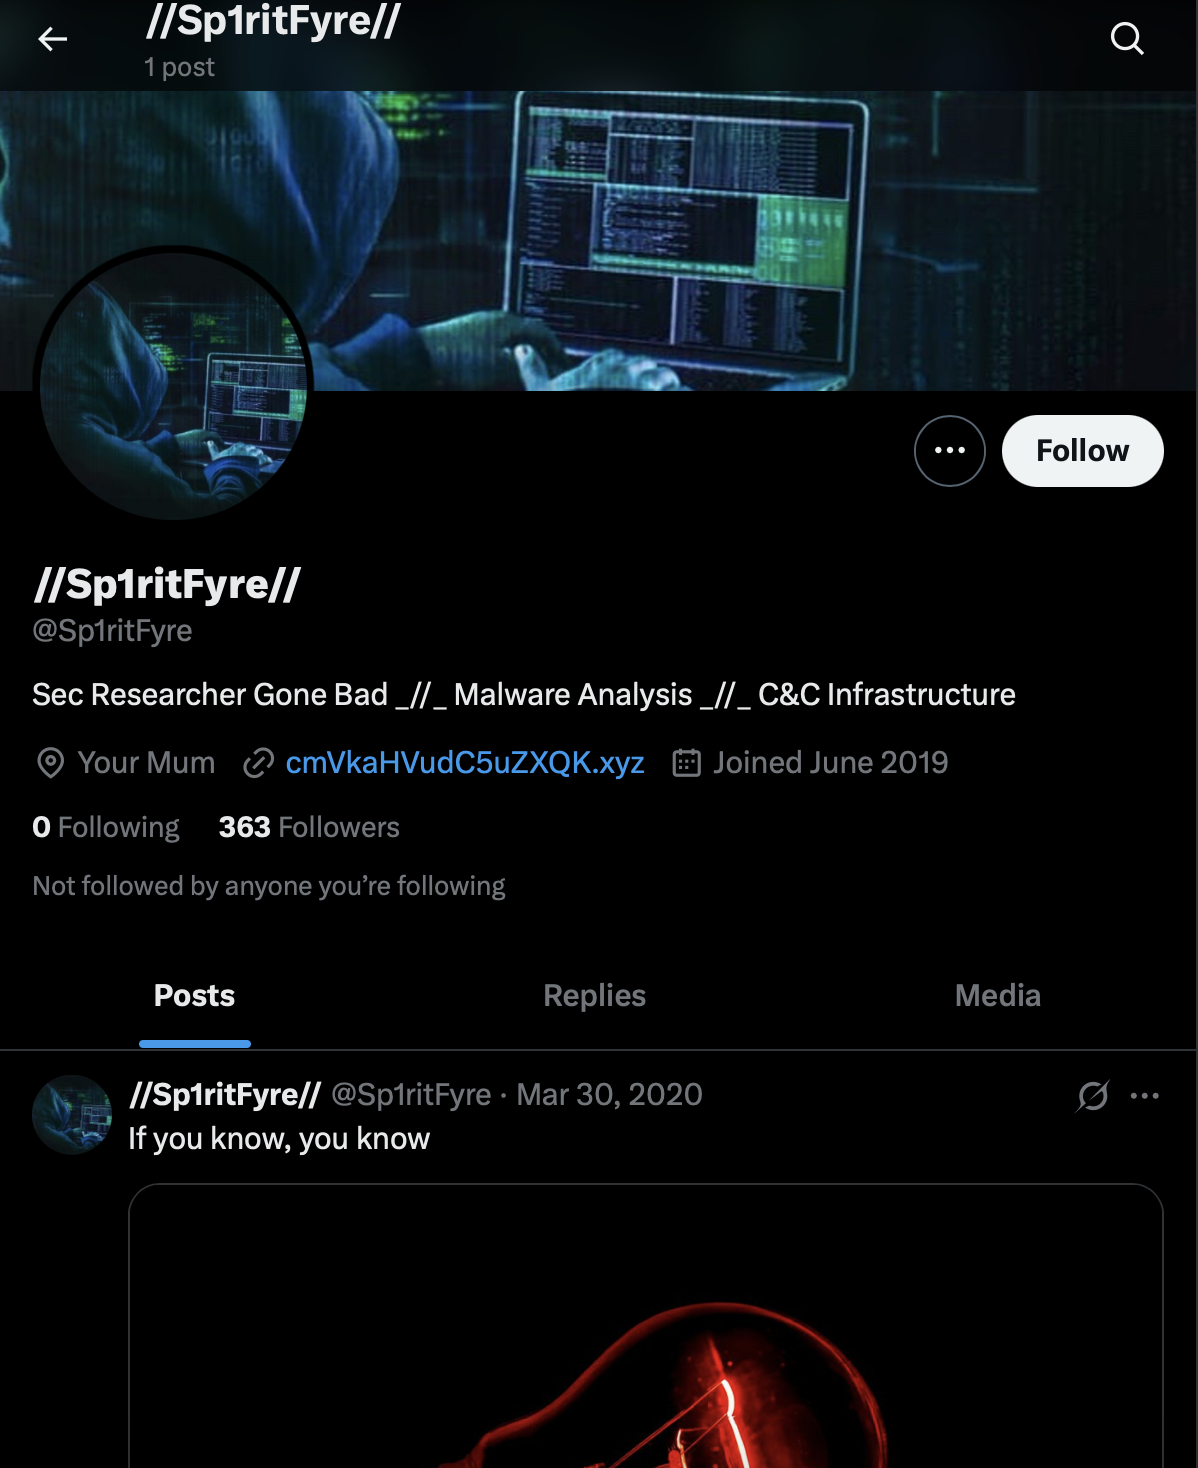 //Sp1ritFyre//
1 post
Follow
//Sp1ritFyre//
@Sp1ritFyre
Sec Researcher Gone Bad _//_ Malware Analysis _//_ C&C Infrastructure
Your Mum cmVkaHVudC5uZXQK.xyz Joined June 2019
0 Following 363 Followers
Not followed by anyone you’re following
Posts Replies Media
//Sp1ritFyre// @Sp1ritFyre · Mar 30, 2020
If you know, you know